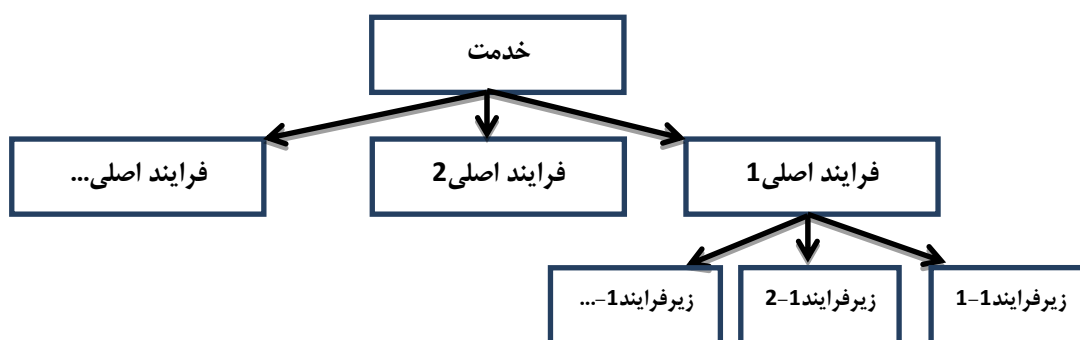 خدمت
فرایند اصلی1
فرایند اصلی2
فرایند اصلی...
زیرفرایند1-1
زیرفرایند1-2
زیرفرایند1-...